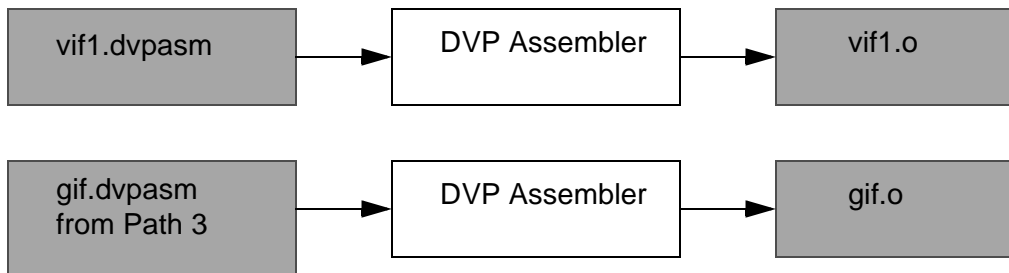 vif1.dvpasm
DVP Assembler
vif1.o
gif.dvpasm
from Path 3
DVP Assembler
gif.o